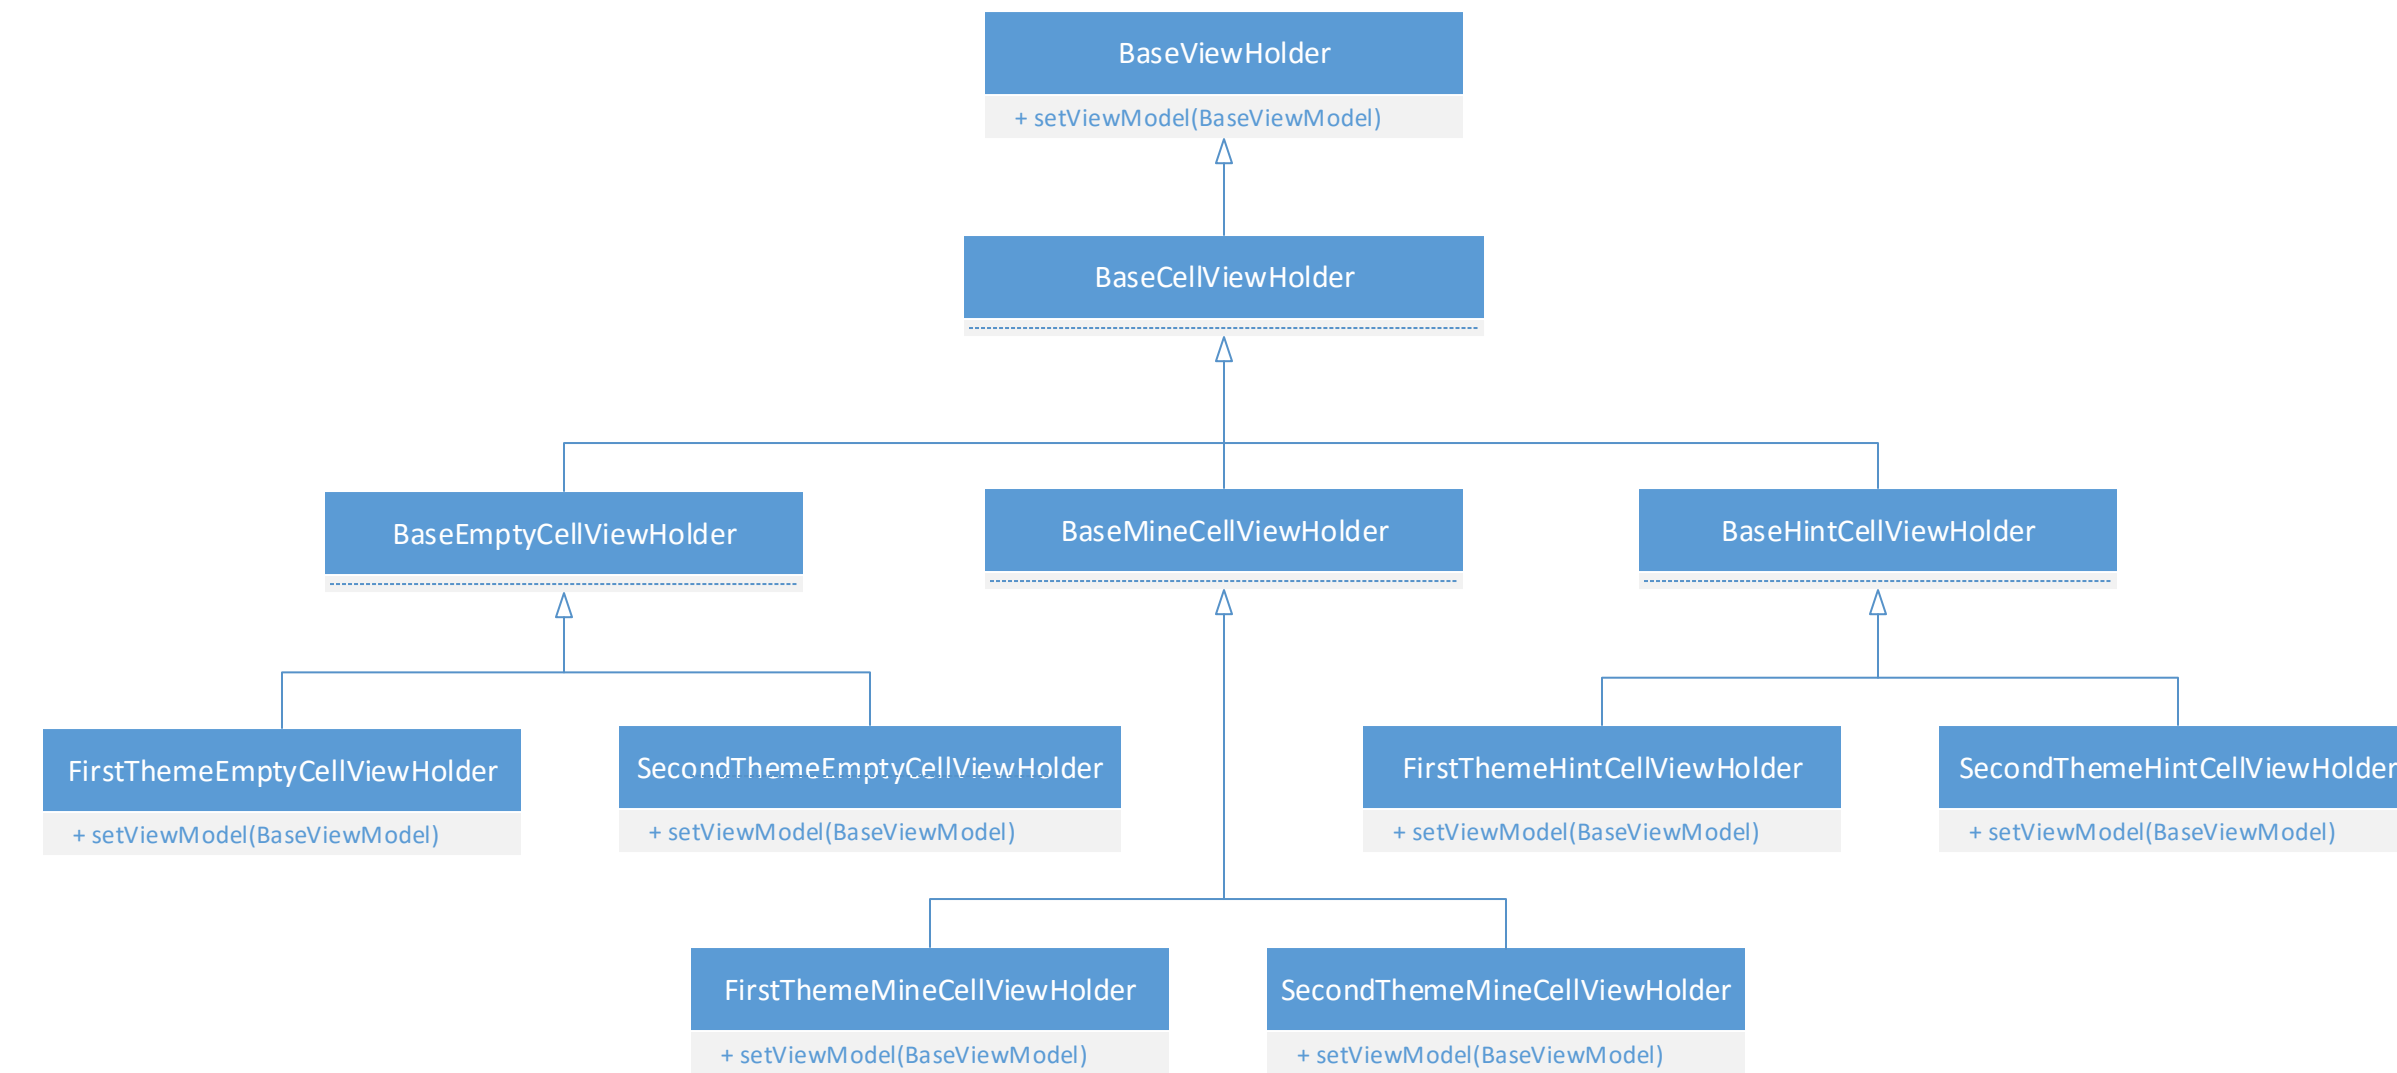 BaseViewHolder
+ setViewModel(BaseViewModel)
BaseCellViewHolder
BaseEmptyCellViewHolder
BaseMineCellViewHolder
BaseHintCellViewHolder
FirstThemeEmptyCellViewHolder
+ setViewModel(BaseViewModel)
SecondThemeEmptyCellViewHolder
+ setViewModel(BaseViewModel)
FirstThemeHintCellViewHolder
+ setViewModel(BaseViewModel)
SecondThemeHintCellViewHolder
+ setViewModel(BaseViewModel)
FirstThemeMineCellViewHolder
+ setViewModel(BaseViewModel)
SecondThemeMineCellViewHolder
+ setViewModel(BaseViewModel)